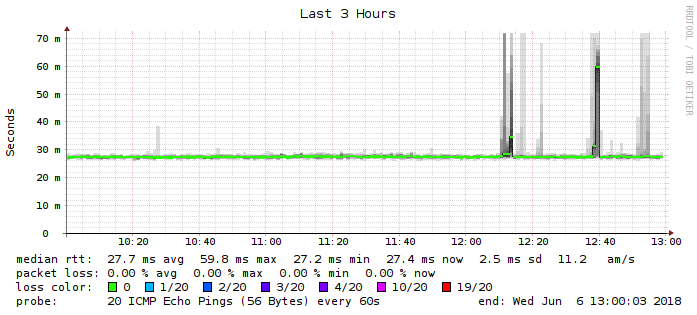 Last 3 Hours
RRDTOOL / TOBI OETIKER
Seconds
70 m
60 m
50 m
40 m
30 m
20 m
10 m
0
10:20 10:40 11:00 11:20 11:40 12:00 12:20 12:40 13:00
median rtt: 27.7 ms avg 59.8 ms max 27.2 ms min 27.4 ms now 2.5 ms sd 11.2 am/s
packet loss: 0.00 % avg 0.00 % max 0.00 % min 0.00 % now
loss color: 0 1/20 2/20 3/20 4/20 10/20 19/20
probe: 20 ICMP Echo Pings (56 Bytes) every 60s end: Wed Jun 6 13:00:03 2018